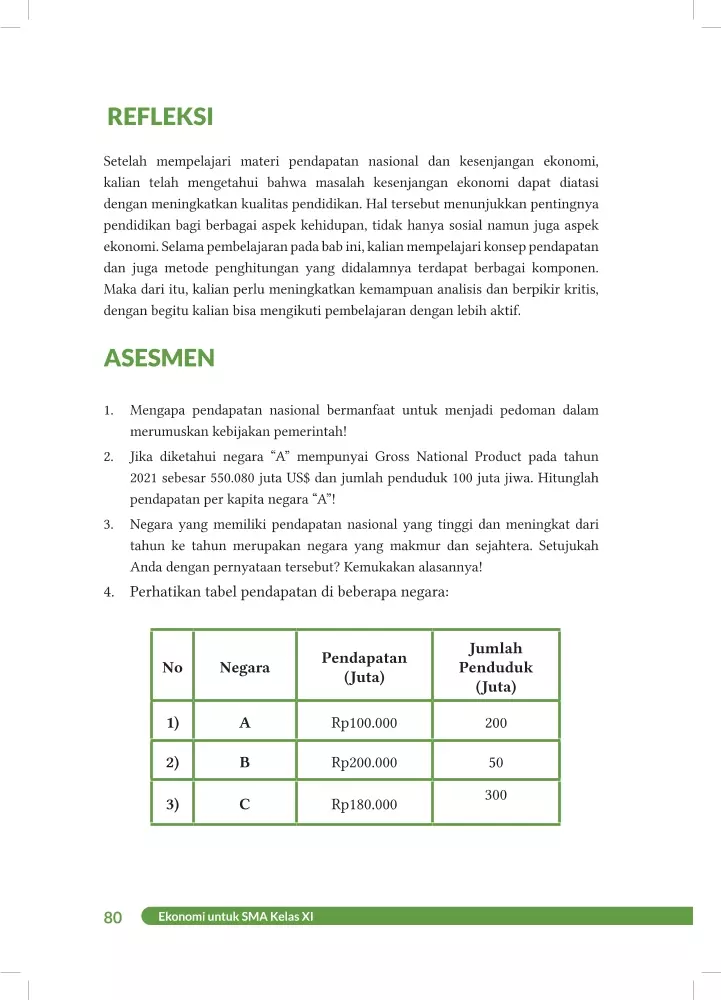 REFLEKSI
Setelah mempelajari materi pendapatan nasional dan kesenjangan ekonomi,
kalian telah mengetahui bahwa masalah kesenjangan ekonomi dapat diatasi
dengan meningkatkan kualitas pendidikan. Hal tersebut menunjukkan pentingnya
pendidikan bagi berbagai aspek kehidupan, tidak hanya sosial namun juga aspek
ekonomi. Selama pembelajaran pada bab ini, kalian mempelajari konsep pendapatan
dan juga metode penghitungan yang didalamnya terdapat berbagai komponen.
Maka dari itu, kalian perlu meningkatkan kemampuan analisis dan berpikir kritis,
dengan begitu kalian bisa mengikuti pembelajaran dengan lebih aktif.
ASESMEN
1. Mengapa pendapatan nasional bermanfaat untuk menjadi pedoman dalam
merumuskan kebijakan pemerintah!
2. Jika diketahui negara “A” mempunyai Gross National Product pada tahun
2021 sebesar 550.080 juta US$ dan jumlah penduduk 100 juta jiwa. Hitunglah
pendapatan per kapita negara “A”!
3. Negara yang memiliki pendapatan nasional yang tinggi dan meningkat dari
tahun ke tahun merupakan negara yang makmur dan sejahtera. Setujukah
Anda dengan pernyataan tersebut? Kemukakan alasannya!
4. Perhatikan tabel pendapatan di beberapa negara:
No Negara Pendapatan (Juta) Jumlah Penduduk (Juta)
1) A Rp100.000 200
2) B Rp200.000 50
3) C Rp180.000 300
80 Ekonomi untuk SMA Kelas XI